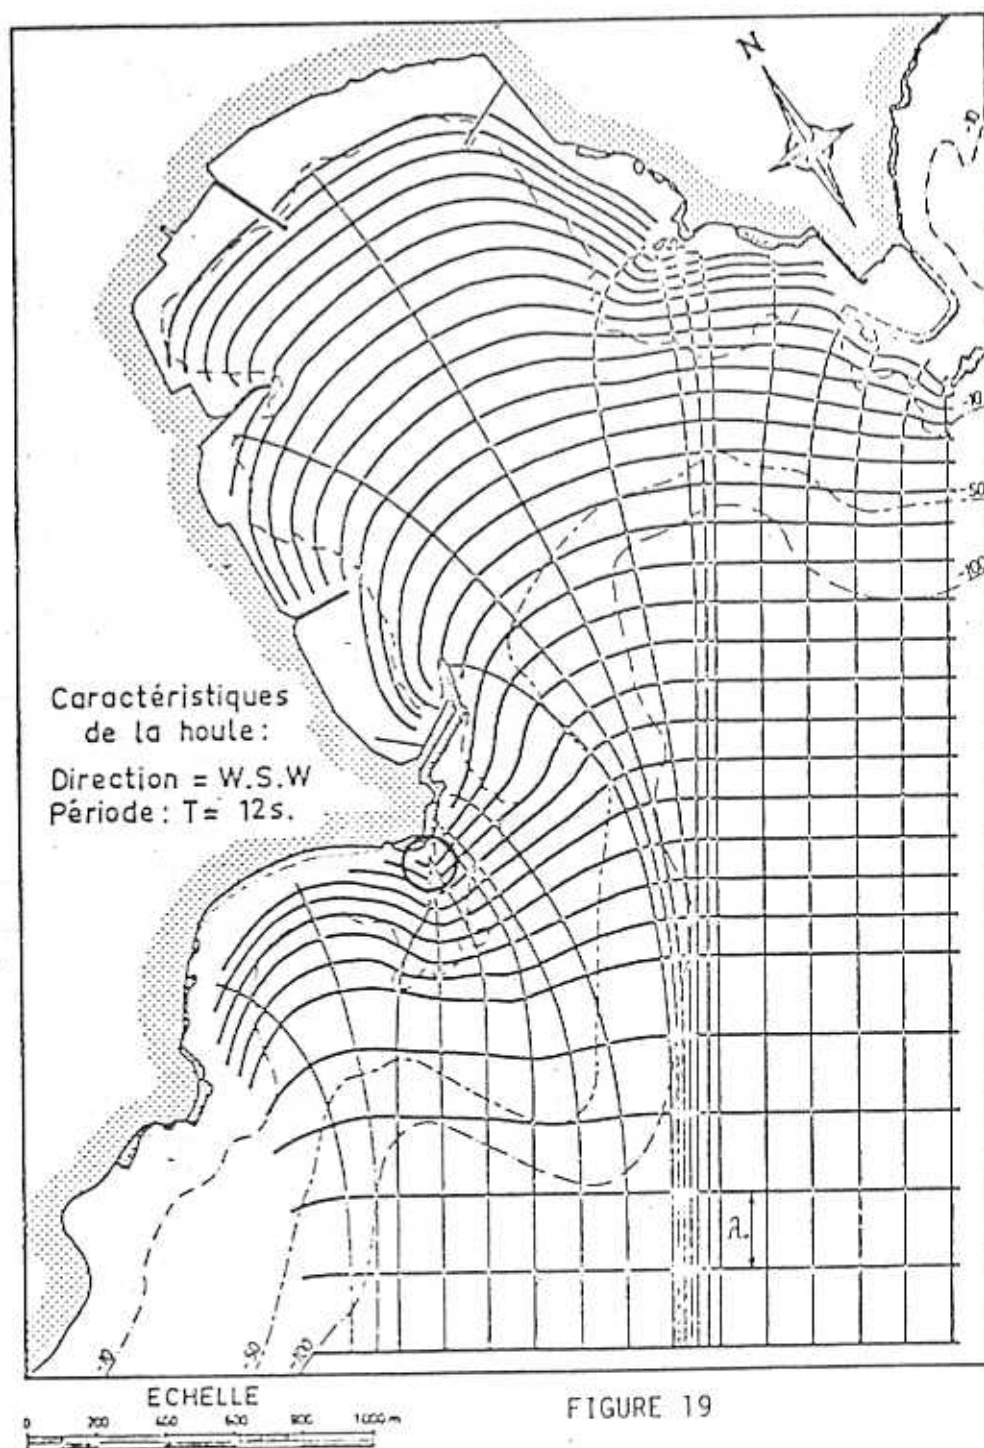 N
-10
-10
-50
-100
Caractéristiques
de la houle :
Direction = W.S.W
Période : T = 12s.
λ.
-10
-50
-100
ECHELLE
0 200 400 600 800 1000 m
FIGURE 19